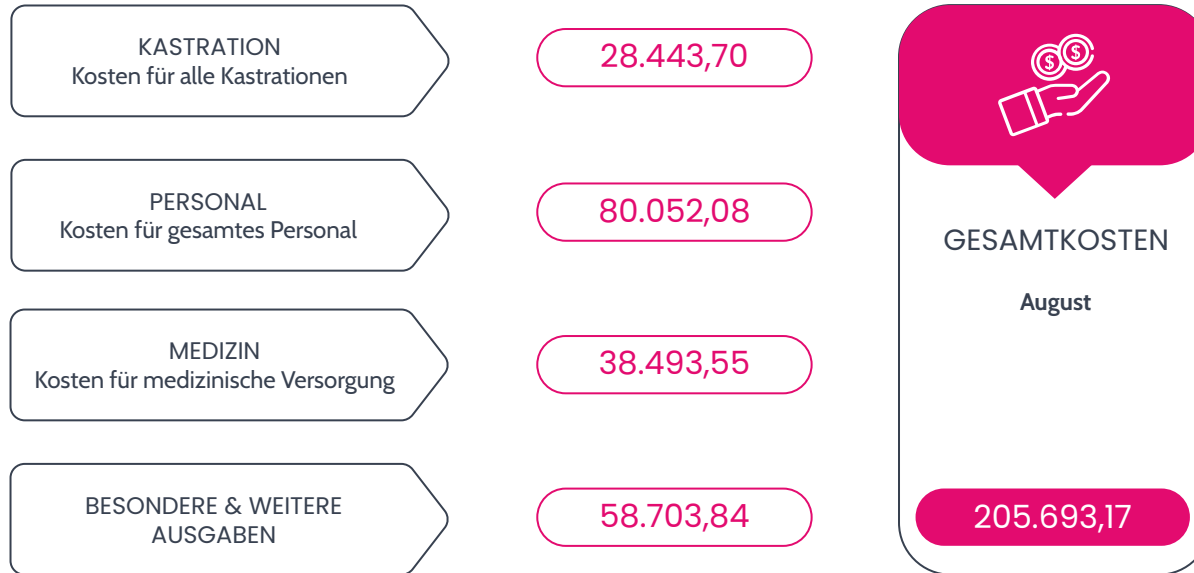 KASTRATION
Kosten für alle Kastrationen
28.443,70
PERSONAL
Kosten für gesamtes Personal
80.052,08
MEDIZIN
Kosten für medizinische Versorgung
38.493,55
BESONDERE & WEITERE
AUSGABEN
58.703,84
$ $
GESAMTKOSTEN
August
205.693,17